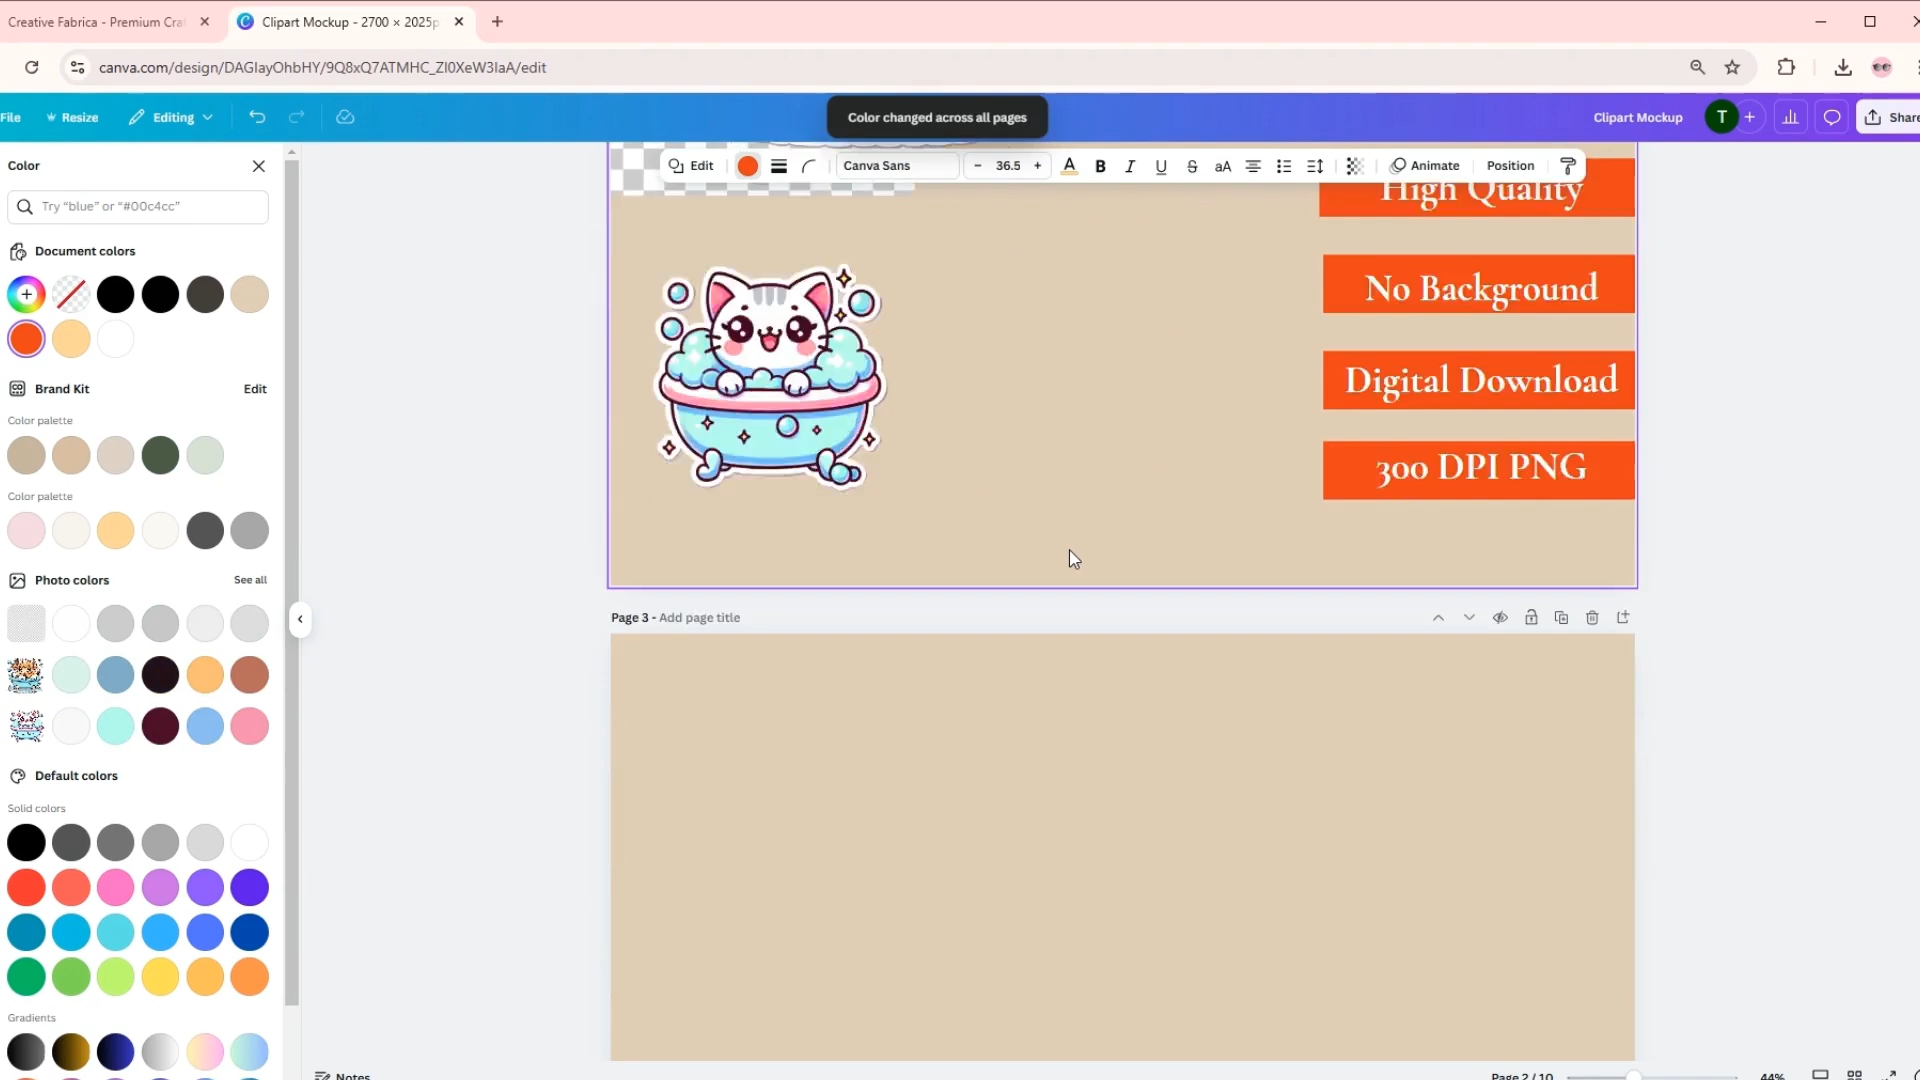 Creative Fabrica - Premium Cra
Clipart Mockup - 2700 × 2025p
canva.com/design/DAGIayOhbHY/9Q8xQ7ATMHC_ZI0XeW3IaA/edit
File
Resize
Editing
Color changed across all pages
Clipart Mockup
T
Share
Color
Edit
Canva Sans
- 36.5 +
A
B
I
U
S
aA
Animate
Position
Try “blue” or “#00c4cc”
Document colors
Brand Kit
Edit
Color palette
Color palette
Photo colors
See all
Default colors
Solid colors
Gradients
High Quality
No Background
Digital Download
300 DPI PNG
Page 3 - Add page title
Notes
Page 2 / 10
44%